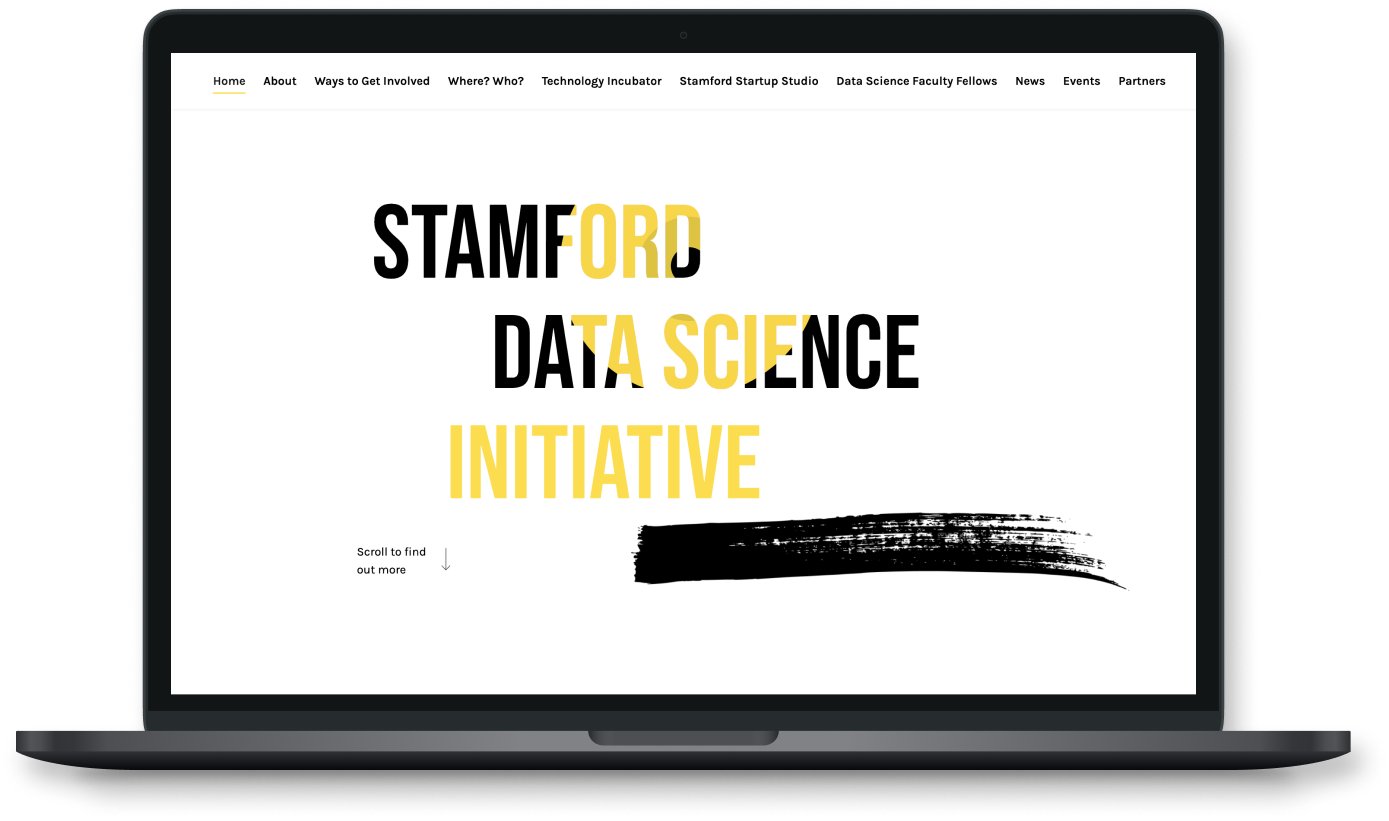 Home About Ways to Get Involved Where? Who? Technology Incubator Stamford Startup Studio Data Science Faculty Fellows News Events Partners
STAMFORD
DATA SCIENCE
INITIATIVE
Scroll to find
out more